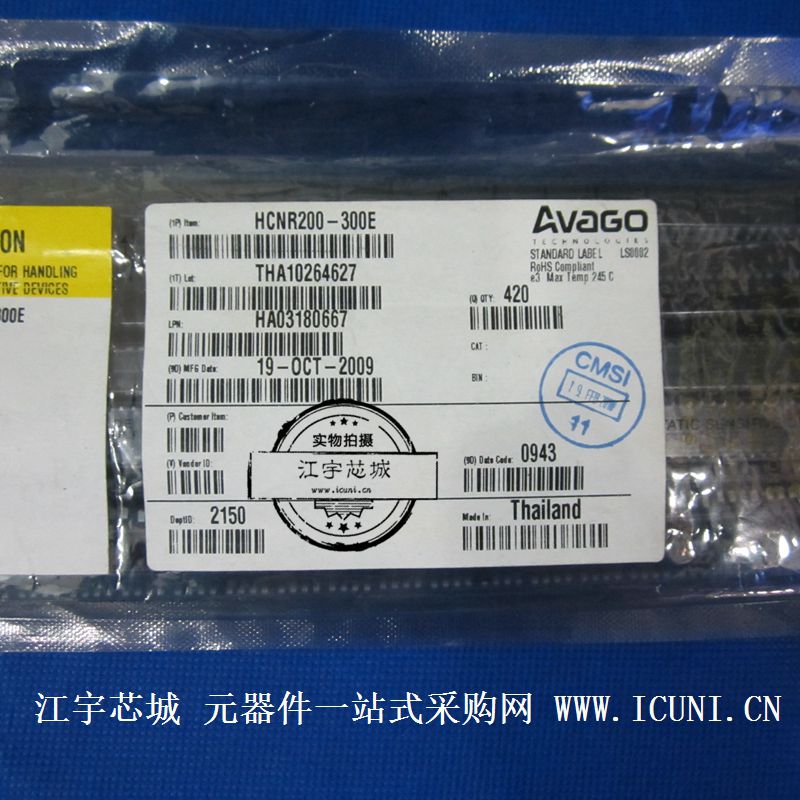 ON
FOR HANDLING
TIVE DEVICES
300E
(1P) Item: HCNR200-300E
AVAGO
TECHNOLOGIES
STANDARD LABEL LS0002
RoHS Compliant
e3 Max Temp 245 C
(1T) Lot: THA10264627
(Q) QTY: 420
LPN: HA03180667
CAT :
(9D) MFG Date: 19-OCT-2009
BIN :
CMSI
11
(P) Customer Item:
实物拍摄
江宇芯城
www.icuni.cn
(V) Vendor ID:
(9D) Date Code: 0943
DeptID: 2150
Made In: Thailand
江宇芯城 元器件一站式采购网 WWW.ICUNI.CN